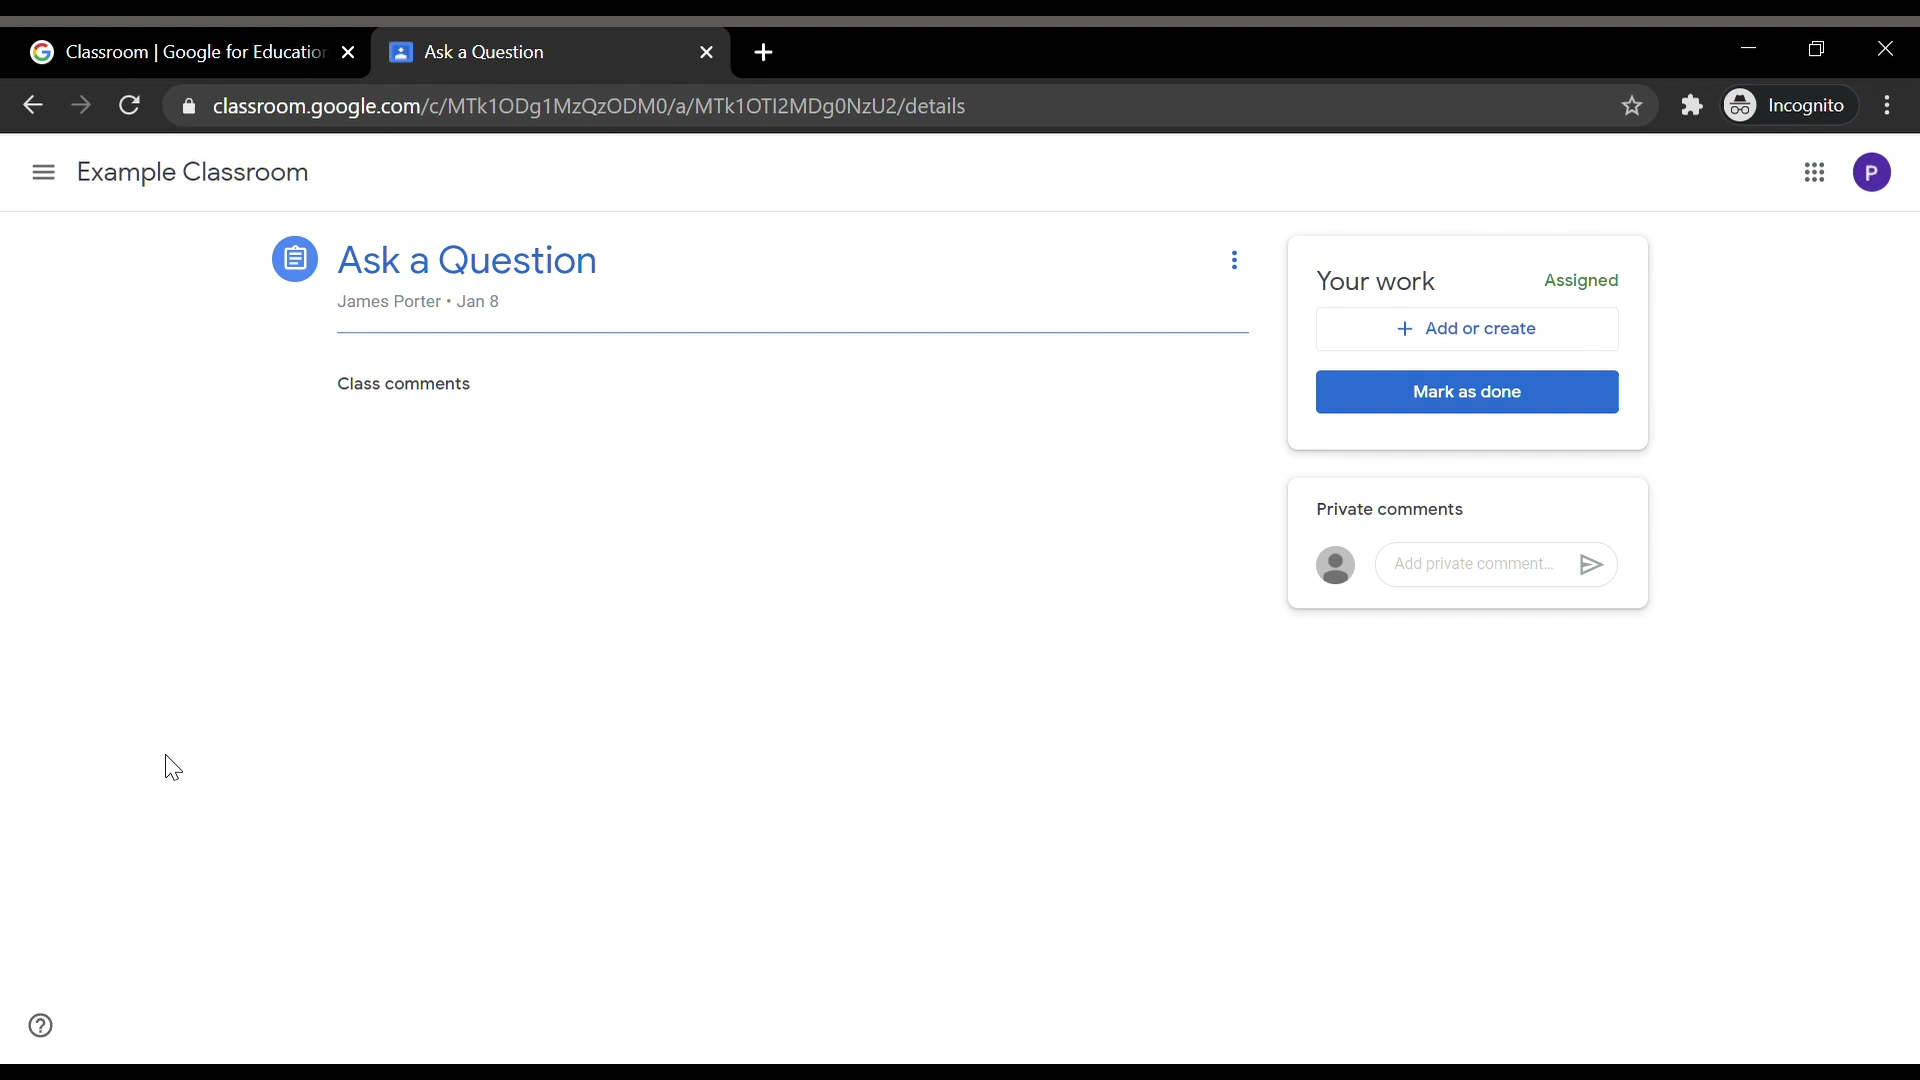 Classroom | Google for Education
Ask a Question
classroom.google.com/c/MTk1ODg1MzQzODM0/a/MTk1OTI2MDg0NzU2/details
Incognito
Example Classroom
P
Ask a Question
James Porter • Jan 8
Class comments
Your work
Assigned
+ Add or create
Mark as done
Private comments
Add private comment...